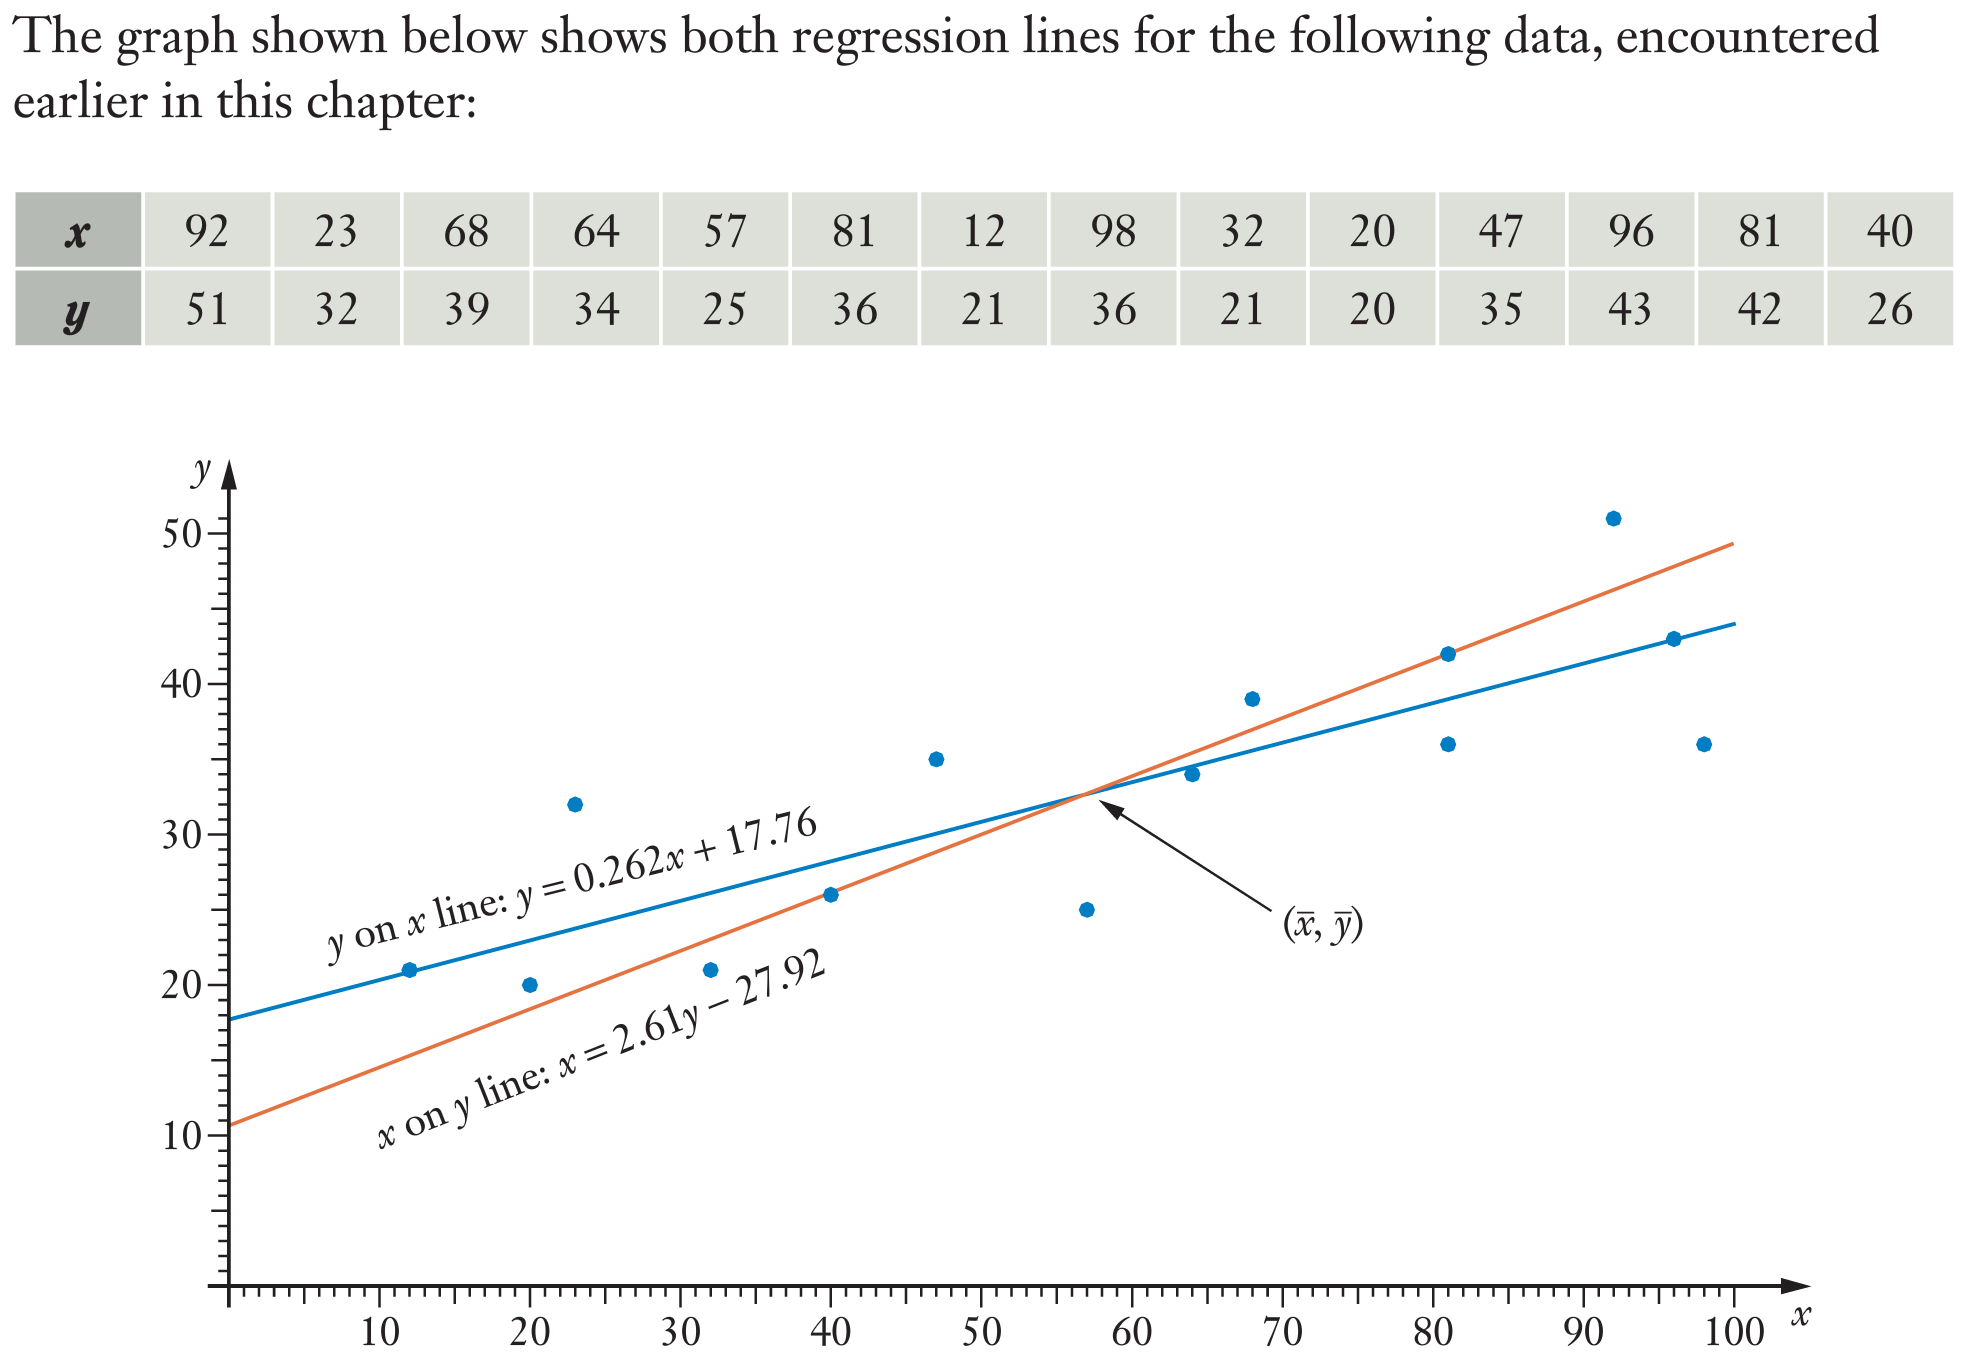 The graph shown below shows both regression lines for the following data, encountered
earlier in this chapter:
x 92 23 68 64 57 81 12 98 32 20 47 96 81 40
y 51 32 39 34 25 36 21 36 21 20 35 43 42 26
y
50
40
30
20
10
y on x line: y = 0.262x + 17.76
x on y line: x = 2.61y – 27.92
(x̅, y̅)
10 20 30 40 50 60 70 80 90 100 x